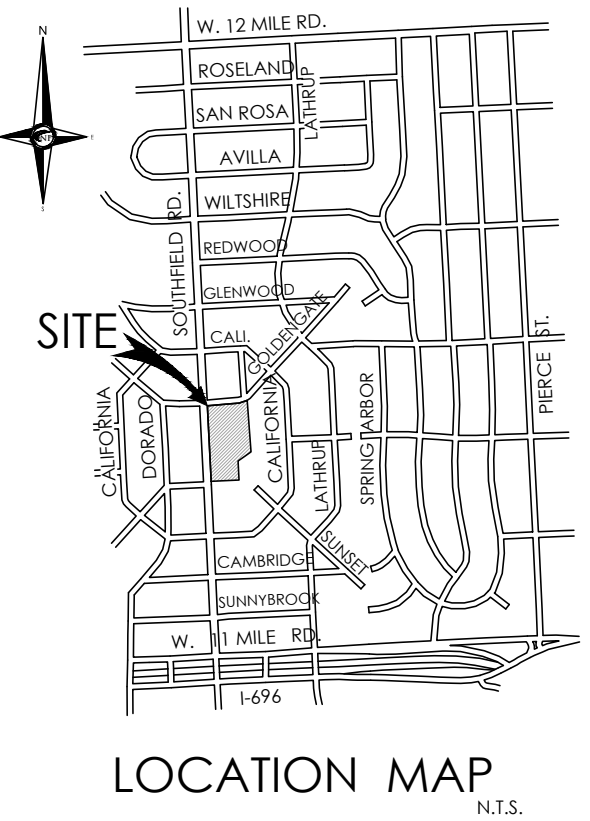 N
W. 12 MILE RD.
ROSELAND
LATHRUP
SAN ROSA
AVILLA
WILTSHIRE
SOUTHFIELD RD.
REDWOOD
GLENWOOD
GOLDENGATE
SITE
CALI.
PIERCE ST.
CALIFORNIA
DORADO
CALIFORNIA
SPRING ARBOR
LATHRUP
SUNSET
CAMBRIDGE
SUNNYBROOK
W. 11 MILE RD.
I-696
S
LOCATION MAP
N.T.S.